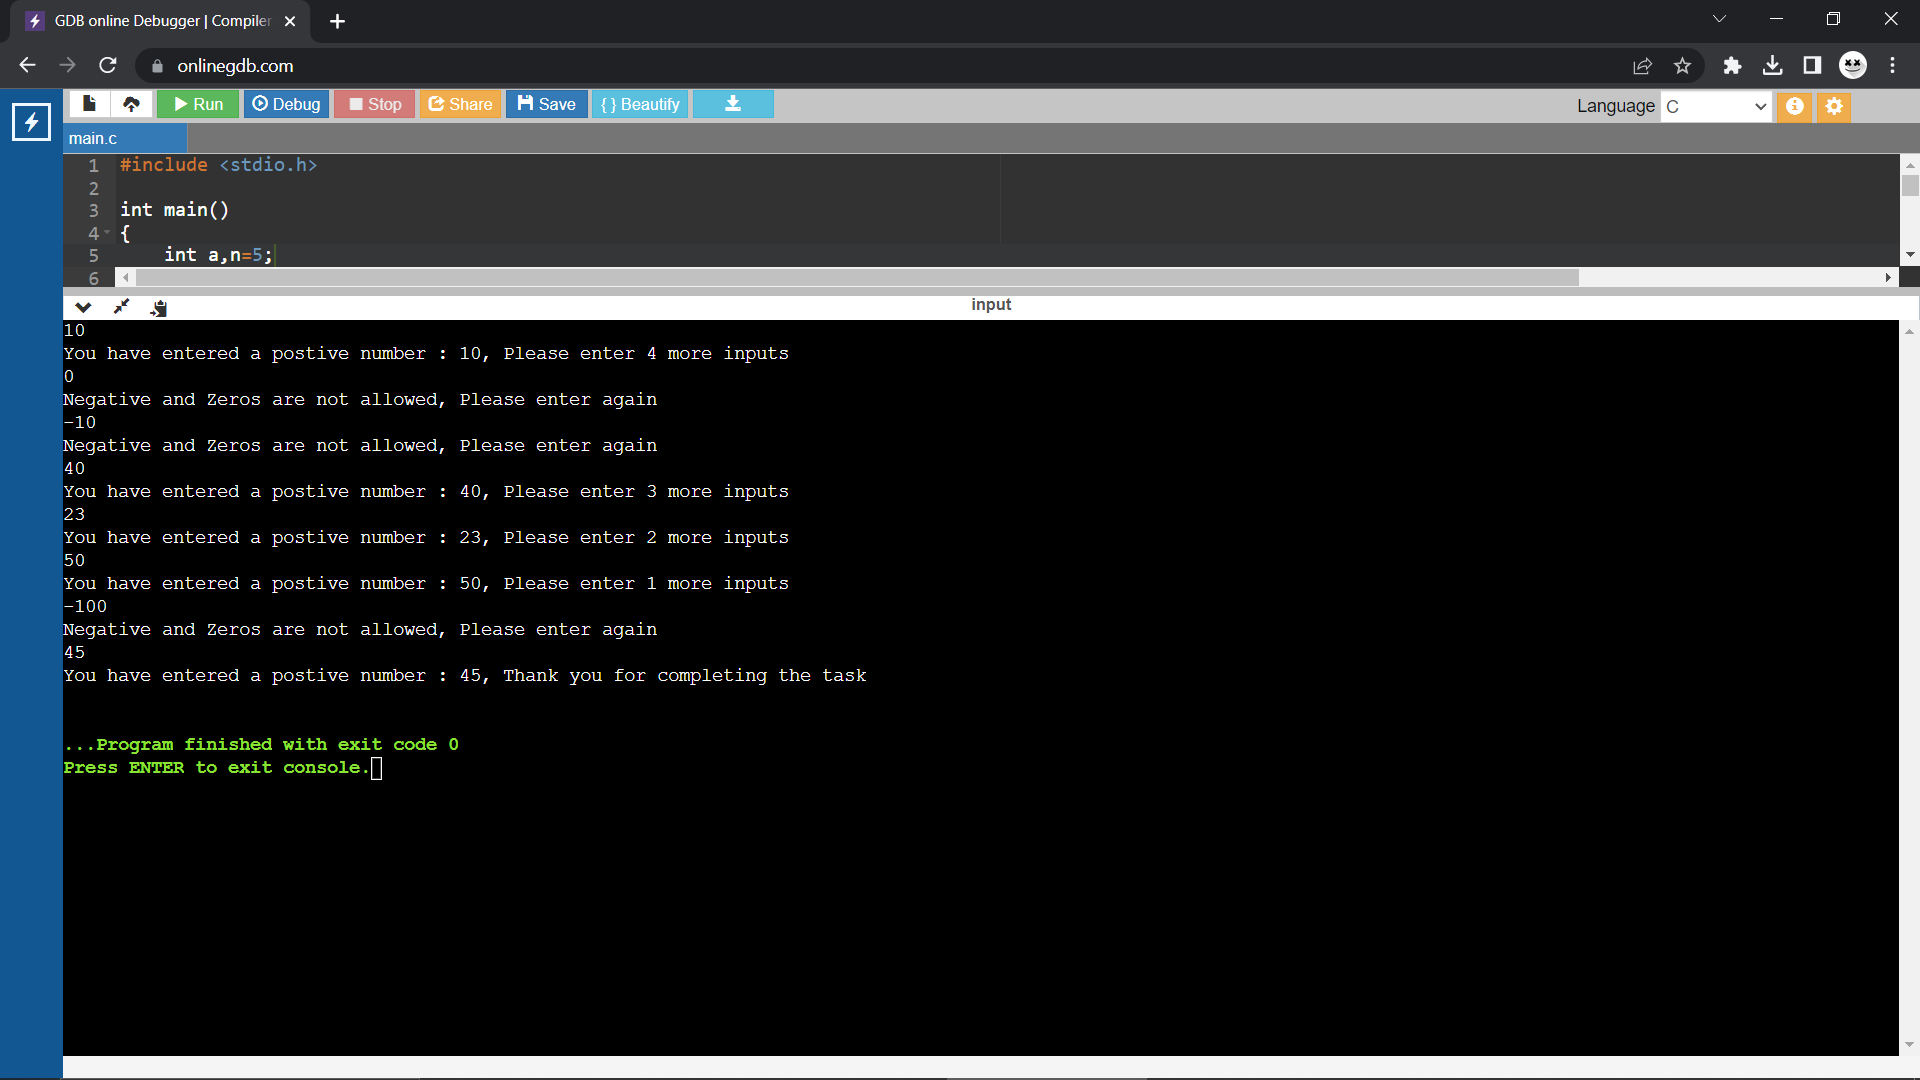 GDB online Debugger | Compiler
onlinegdb.com
Run Debug Stop Share Save { } Beautify Language C
main.c
1 #include <stdio.h>
2
3 int main()
4 {
5 int a,n=5;
6
input
10
You have entered a postive number : 10, Please enter 4 more inputs
0
Negative and Zeros are not allowed, Please enter again
-10
Negative and Zeros are not allowed, Please enter again
40
You have entered a postive number : 40, Please enter 3 more inputs
23
You have entered a postive number : 23, Please enter 2 more inputs
50
You have entered a postive number : 50, Please enter 1 more inputs
-100
Negative and Zeros are not allowed, Please enter again
45
You have entered a postive number : 45, Thank you for completing the task
...Program finished with exit code 0
Press ENTER to exit console.